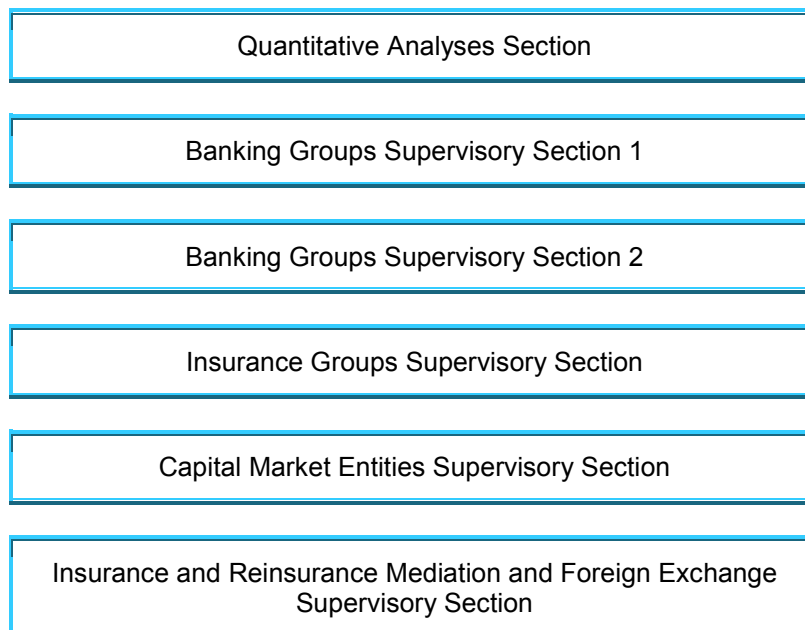 Quantitative Analyses Section
Banking Groups Supervisory Section 1
Banking Groups Supervisory Section 2
Insurance Groups Supervisory Section
Capital Market Entities Supervisory Section
Insurance and Reinsurance Mediation and Foreign Exchange
Supervisory Section